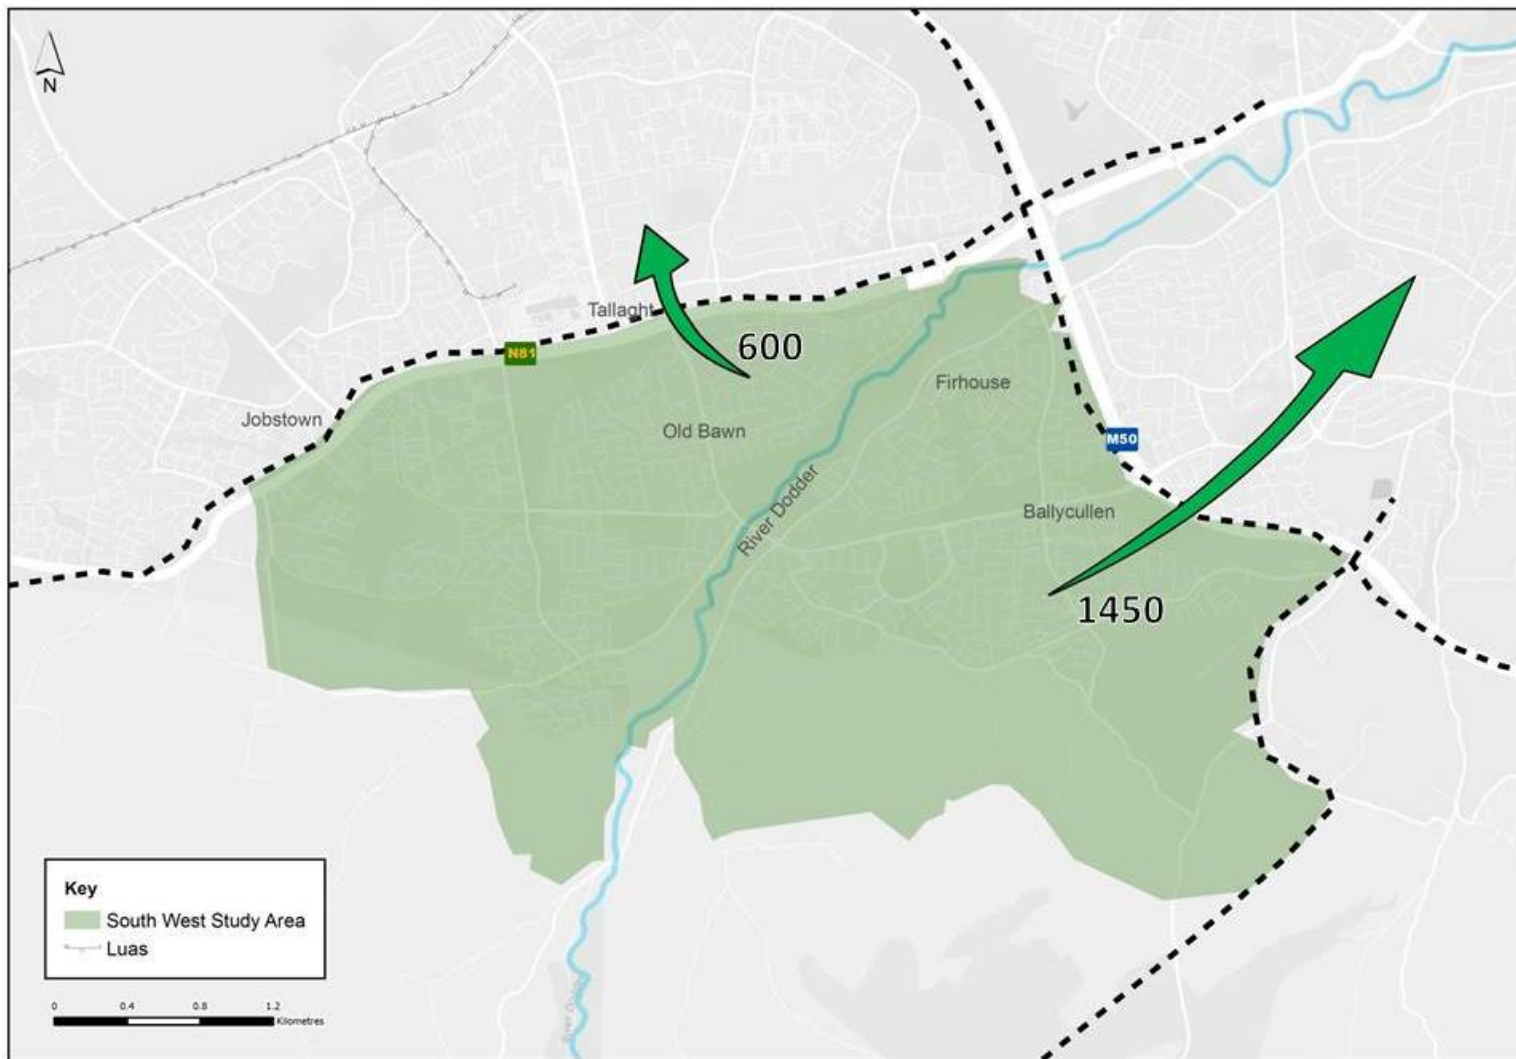 N
Tallaght
N81
600
Firhouse
Jobstown
Old Bawn
M50
River Dodder
Ballycullen
1450
Key
South West Study Area
Luas
0 0.4 0.8 1.2
Kilometres